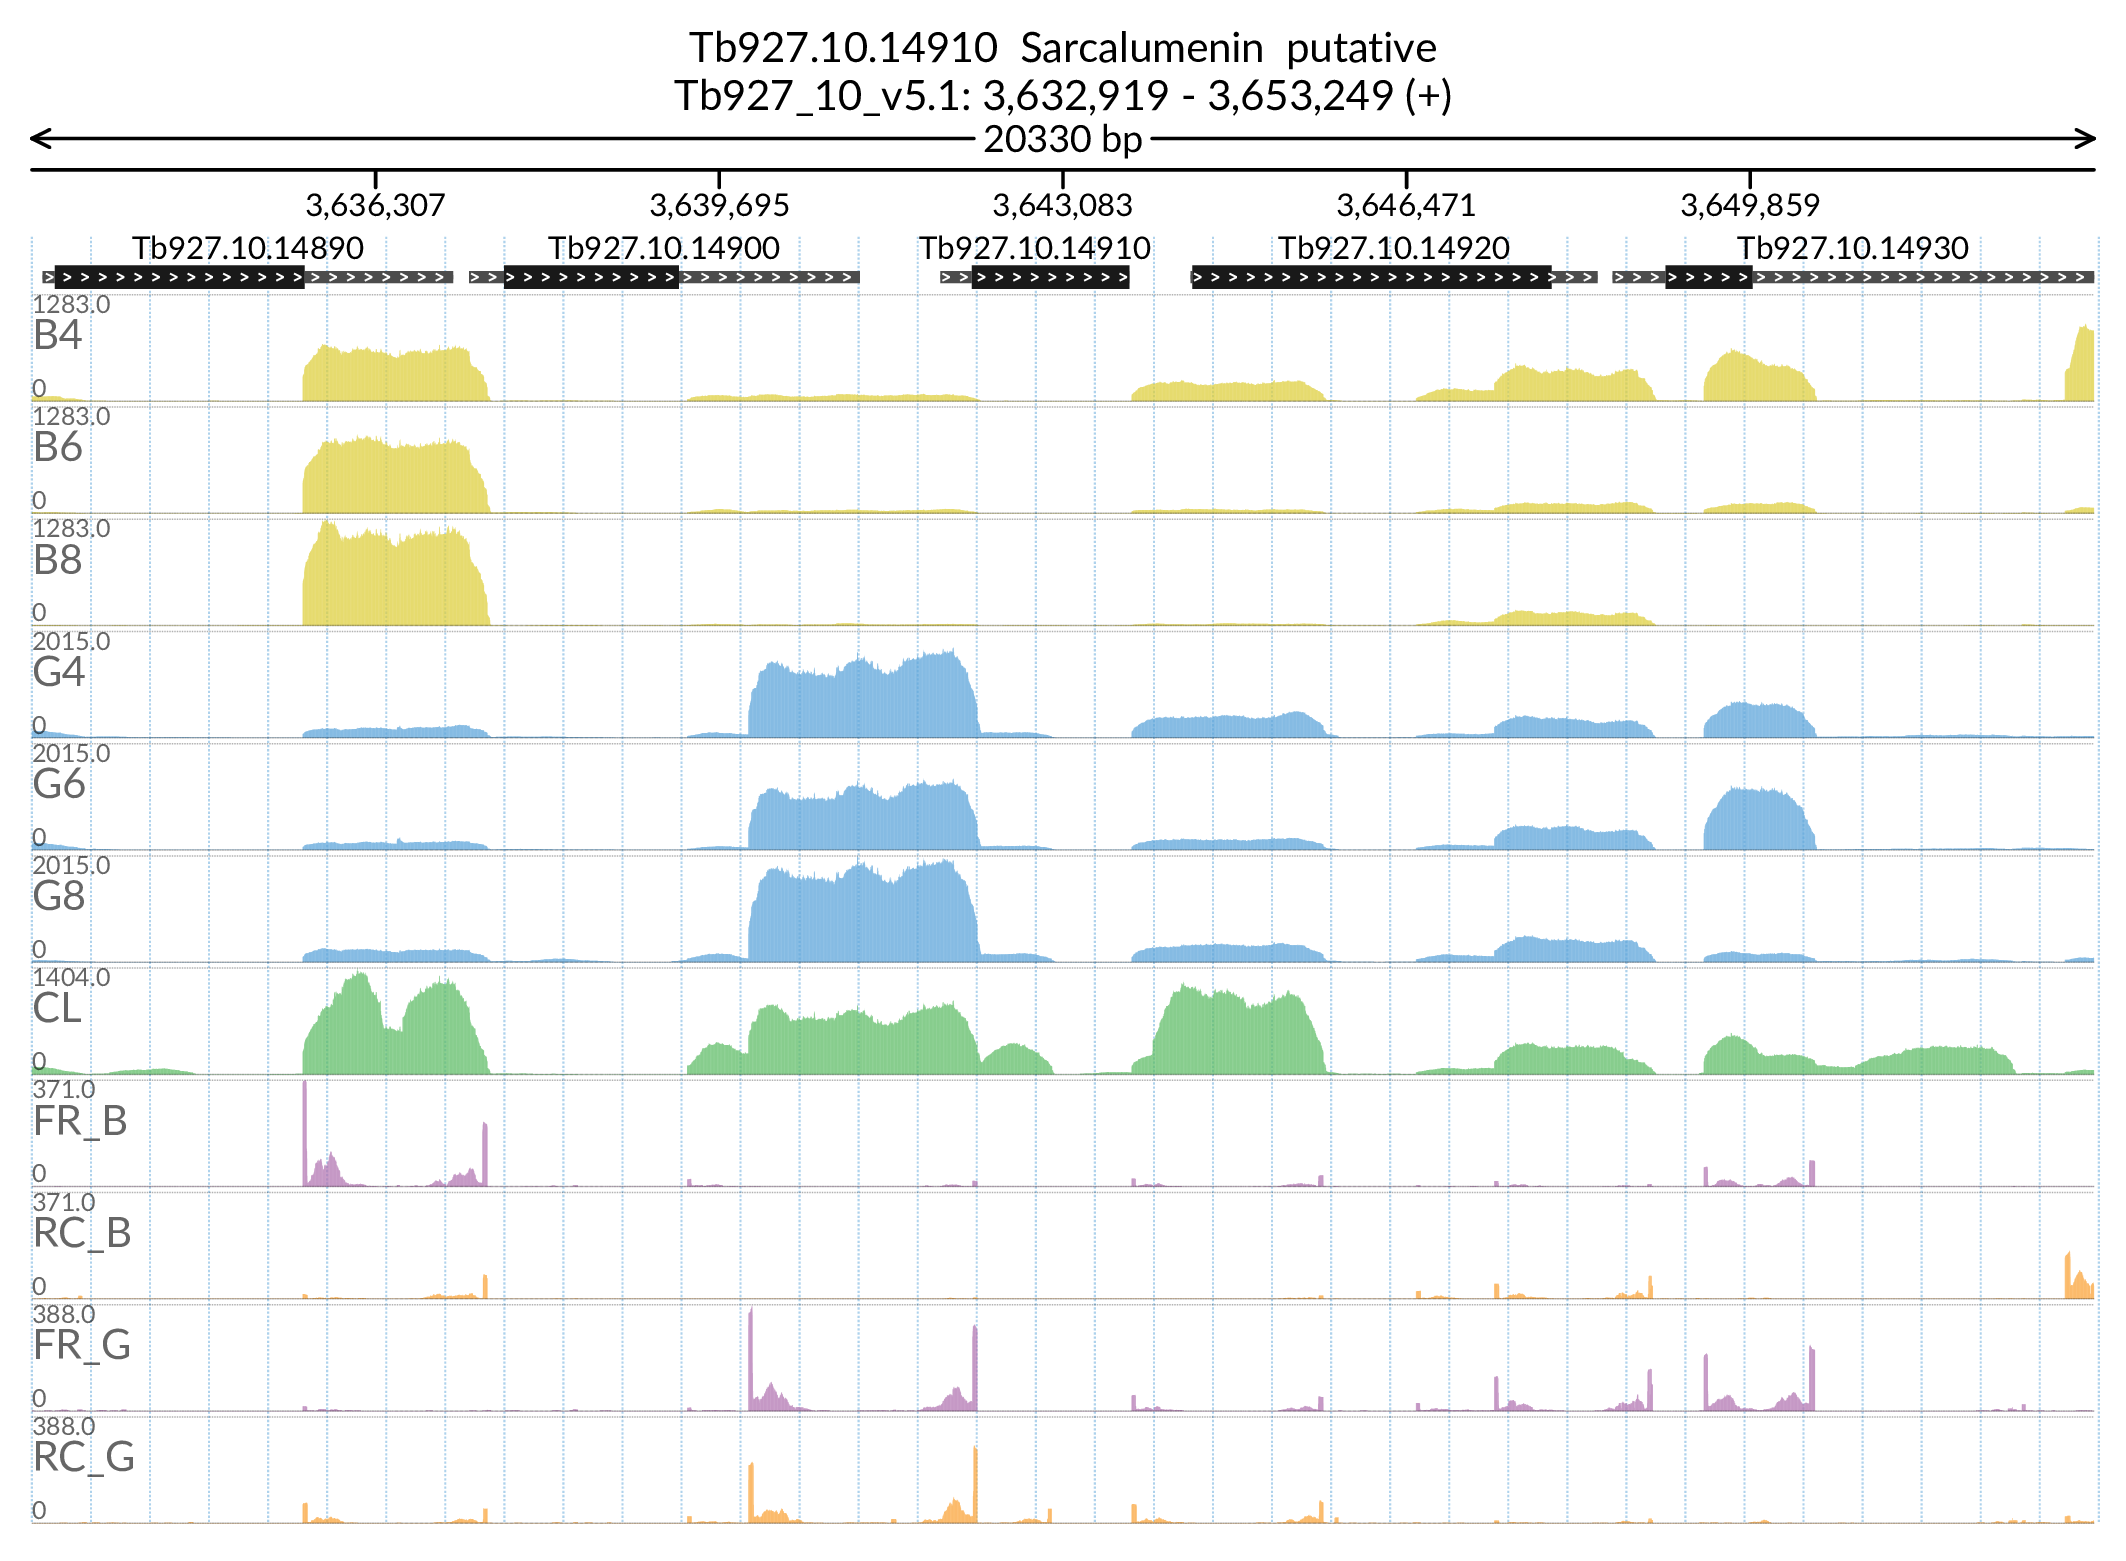 Tb927.10.14910 Sarcalumenin putative
Tb927_10_v5.1: 3,632,919 - 3,653,249 (+)
20330 bp
3,636,307 3,639,695 3,643,083 3,646,471 3,649,859
Tb927.10.14890 Tb927.10.14900 Tb927.10.14910 Tb927.10.14920 Tb927.10.14930
1283.0
B4
0
1283.0
B6
0
1283.0
B8
0
2015.0
G4
0
2015.0
G6
0
2015.0
G8
0
1404.0
CL
0
371.0
FR_B
0
371.0
RC_B
0
388.0
FR_G
0
388.0
RC_G
0